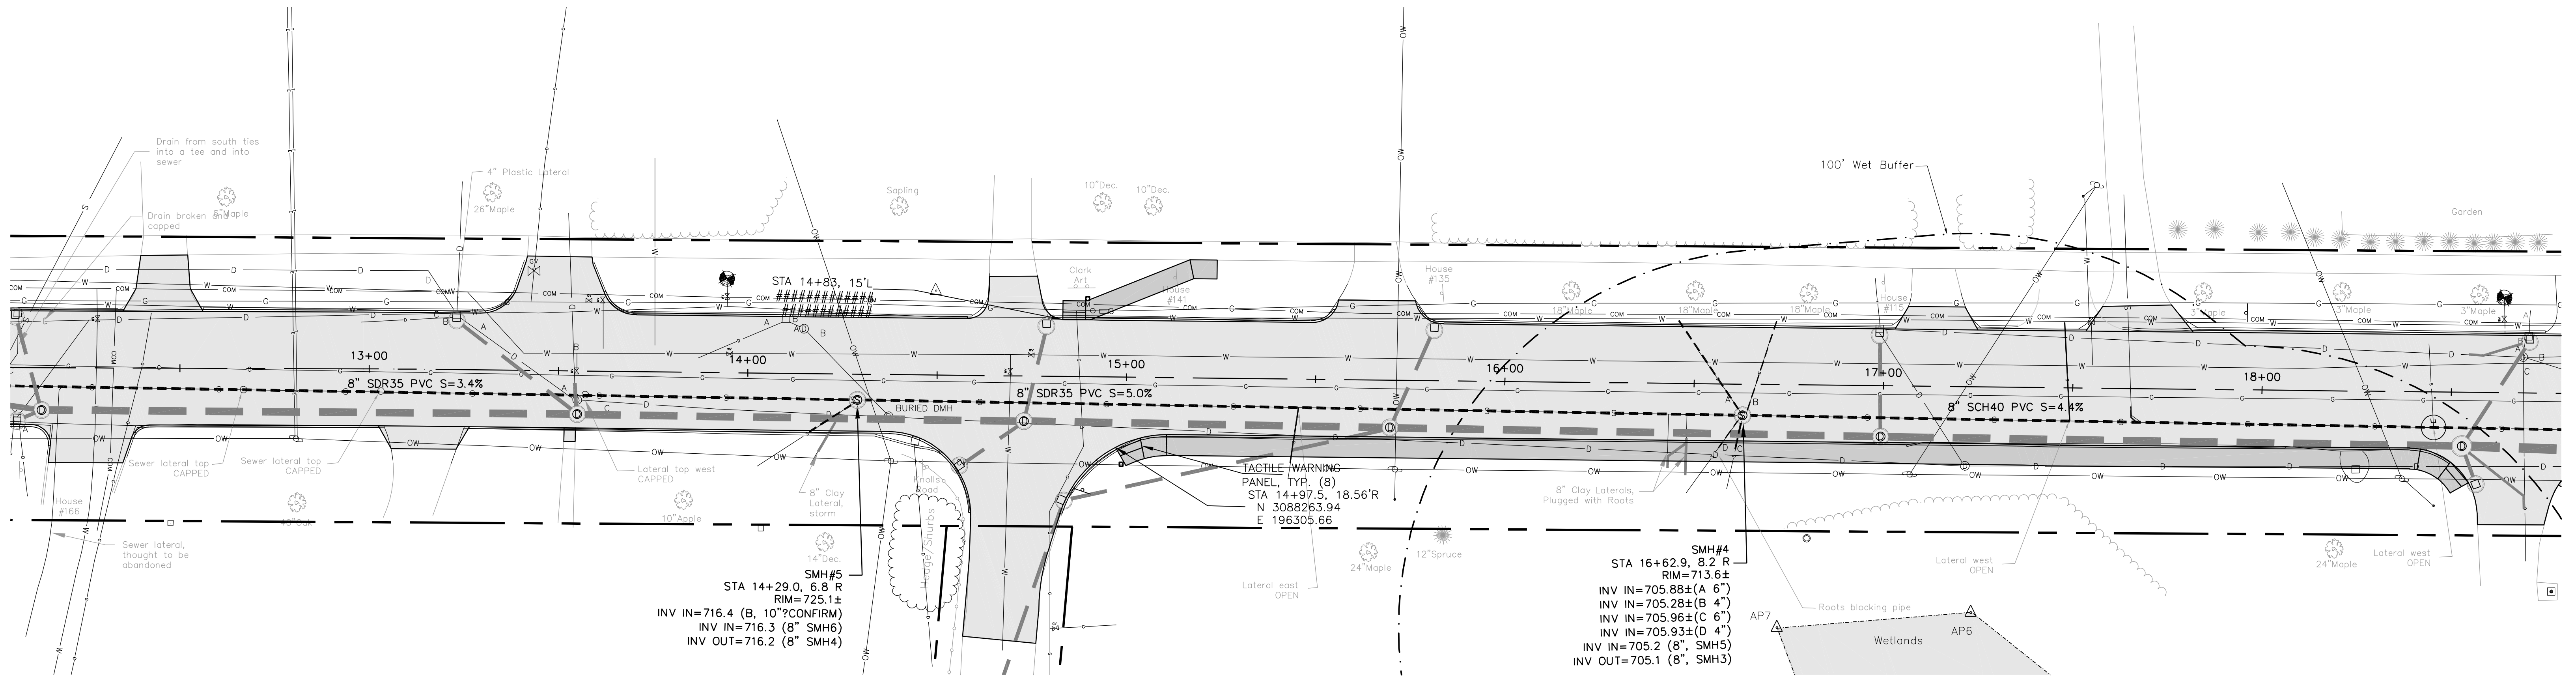 Drain from south ties
into a tee and into
sewer
Drain broken and
capped
8"Maple
4" Plastic Lateral
26"Maple
Sapling
10"Dec.
10"Dec.
Clark
Art
House
#141
House
#135
18"Maple
18"Maple
18"Maple
House
#115
100' Wet Buffer
3"Maple
3"Maple
3"Maple
Garden
STA 14+83, 15'L
GV
13+00
14+00
15+00
16+00
17+00
18+00
8" SDR35 PVC S=3.4%
8" SDR35 PVC S=5.0%
8" SCH40 PVC S=4.4%
BURIED DMH
Sewer lateral top
CAPPED
Sewer lateral top
CAPPED
Lateral top west
CAPPED
House
#166
10"Apple
Sewer lateral,
thought to be
abandoned
8" Clay
Lateral,
storm
14"Dec.
Knolls
Road
Hedge/Shurbs
TACTILE WARNING
PANEL, TYP. (8)
STA 14+97.5, 18.56'R
N 3088263.94
E 196305.66
8" Clay Laterals,
Plugged with Roots
Lateral east
OPEN
24"Maple
12"Spruce
SMH#5
STA 14+29.0, 6.8 R
RIM=725.1±
INV IN=716.4 (B, 10"?CONFIRM)
INV IN=716.3 (8" SMH6)
INV OUT=716.2 (8" SMH4)
SMH#4
STA 16+62.9, 8.2 R
RIM=713.6±
INV IN=705.88±(A 6")
INV IN=705.28±(B 4")
INV IN=705.96±(C 6")
INV IN=705.93±(D 4")
INV IN=705.2 (8", SMH5)
INV OUT=705.1 (8", SMH3)
Roots blocking pipe
AP7
AP6
Wetlands
Lateral west
OPEN
24"Maple
Lateral west
OPEN